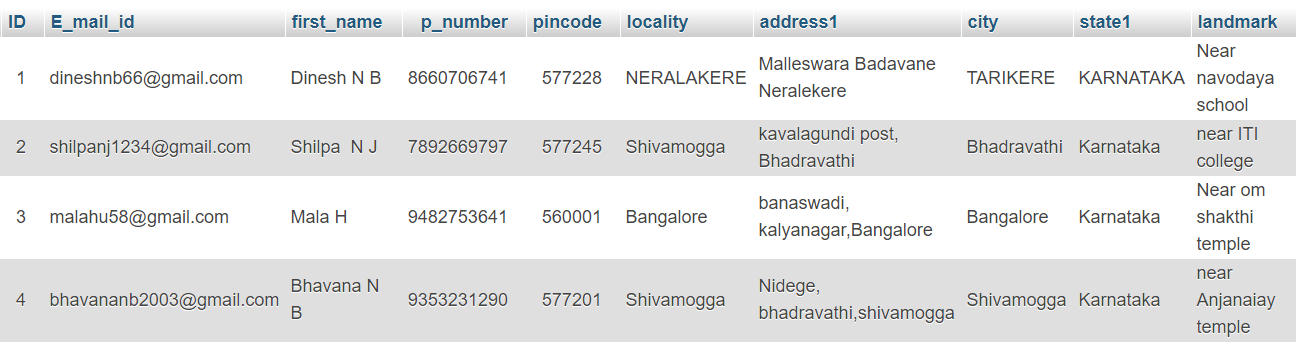 ID E_mail_id first_name p_number pincode locality address1 city state1 landmark
1 dineshnb66@gmail.com Dinesh N B 8660706741 577228 NERALAKERE Malleswara Badavane
Neralekere TARIKERE KARNATAKA Near
navodaya
school
2 shilpanj1234@gmail.com Shilpa  N J 7892669797 577245 Shivamogga kavalagundi post,
Bhadravathi Bhadravathi Karnataka near ITI
college
3 malahu58@gmail.com Mala H 9482753641 560001 Bangalore banaswadi,
kalyanagar,Bangalore Bangalore Karnataka Near om
shakthi
temple
4 bhavananb2003@gmail.com Bhavana N
B 9353231290 577201 Shivamogga Nidege,
bhadravathi,shivamogga Shivamogga Karnataka near
Anjanaiay
temple